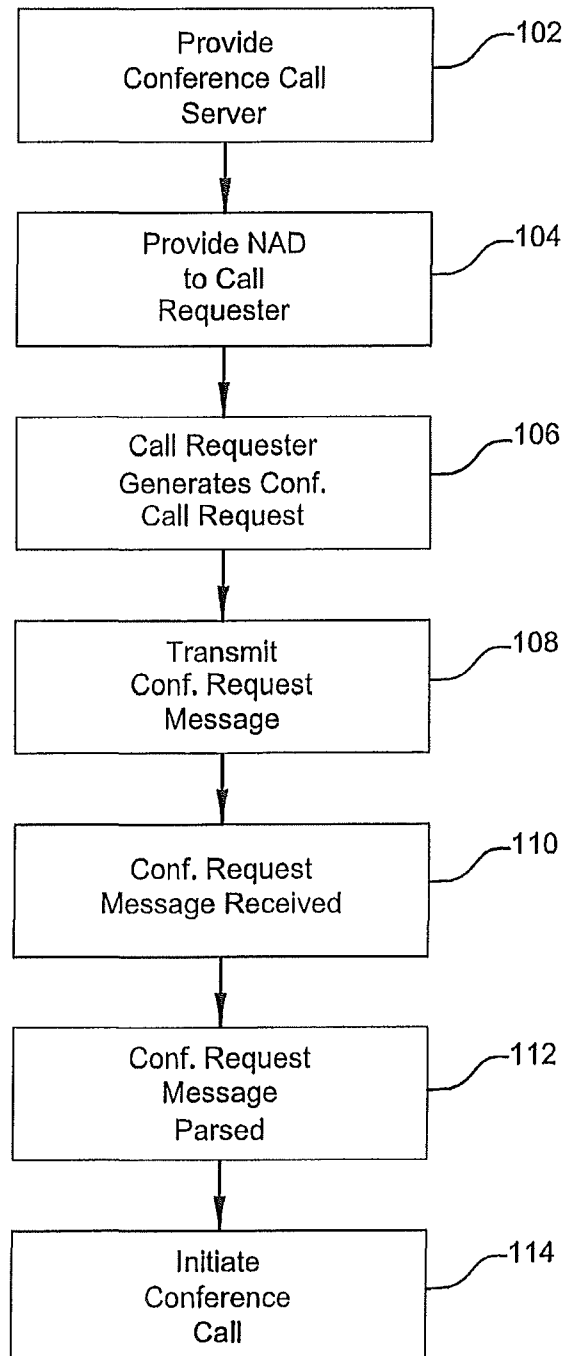 Provide
Conference Call
Server
102
Provide NAD
to Call
Requester
104
Call Requester
Generates Conf.
Call Request
106
Transmit
Conf. Request
Message
108
Conf. Request
Message Received
110
Conf. Request
Message
Parsed
112
Initiate
Conference
Call
114